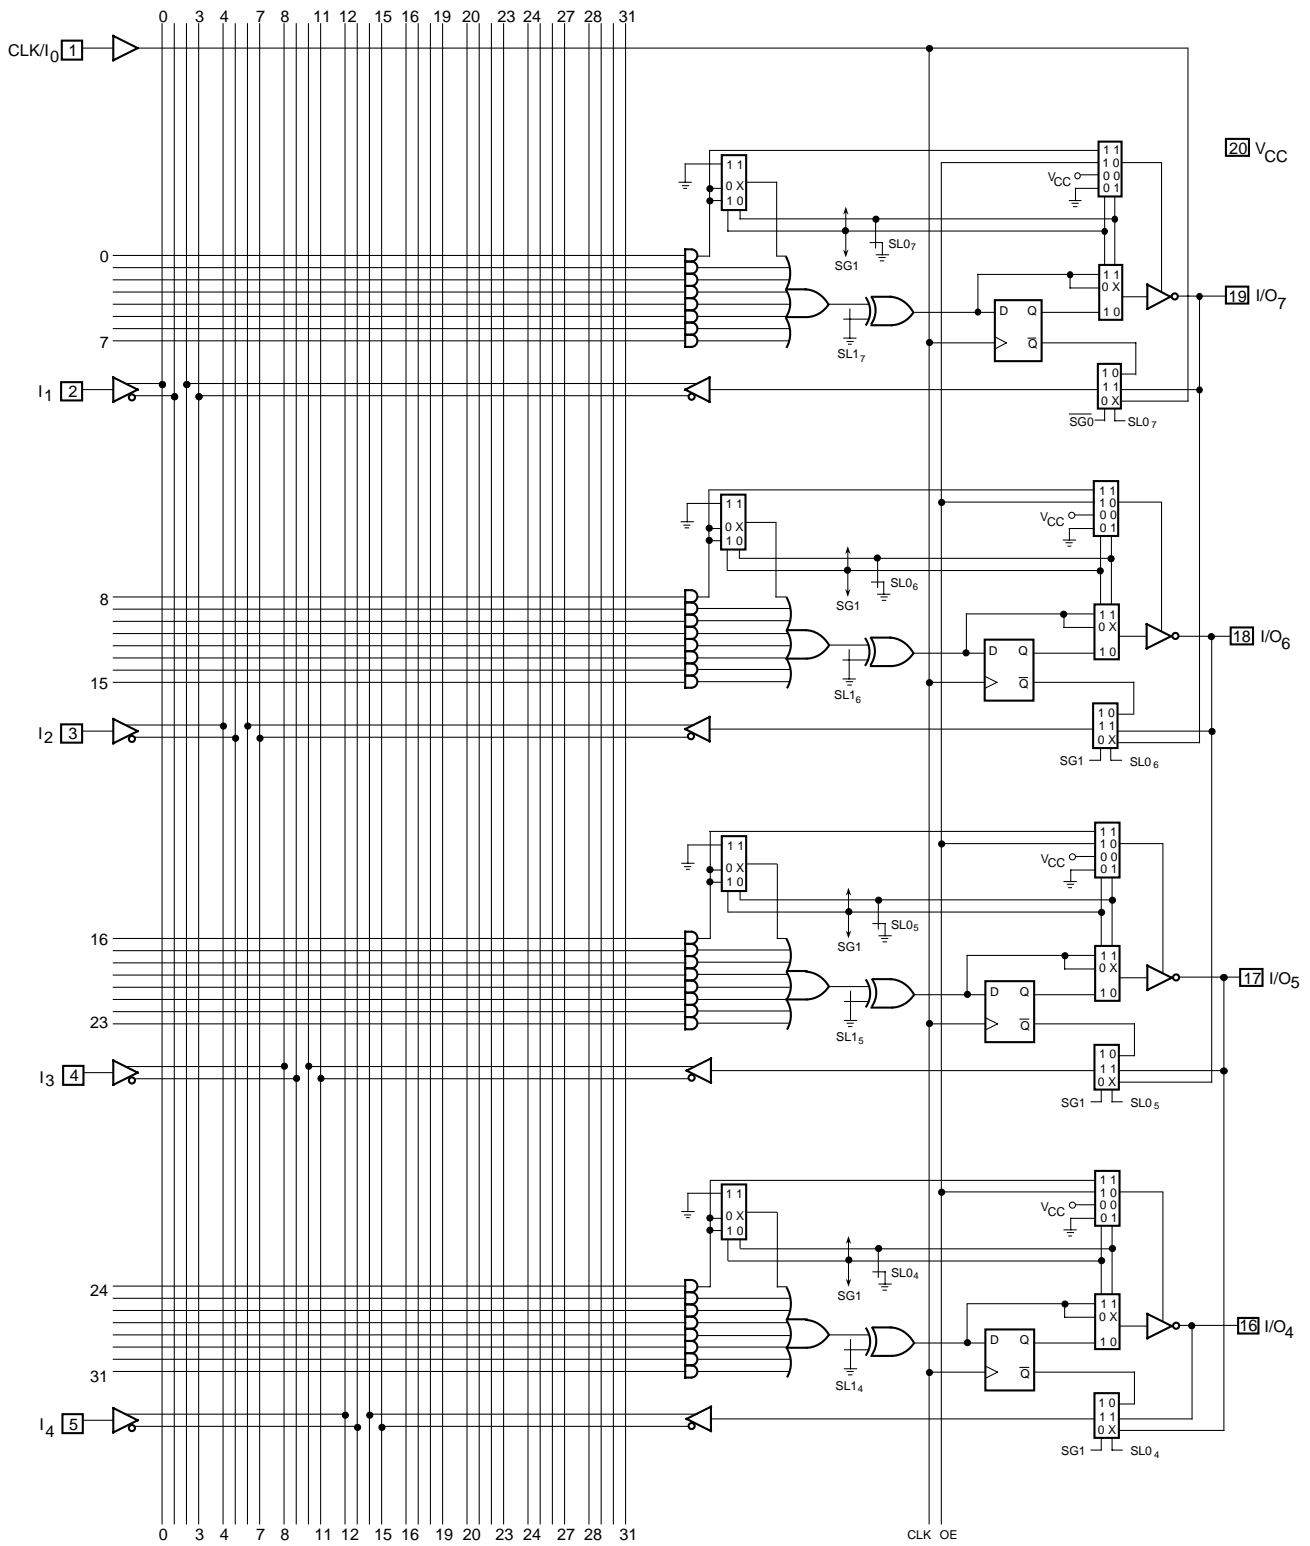 0 3 4 7 8 11 12 15 16 19 20 23 24 27 28 31
CLK/I0 1
20 VCC
1 1
0 X
1 0
1 1
1 0
0 0
0 1
VCC
SL07
SG1
0
7
SL17
D Q
Q̅
1 1
0 X
1 0
19 I/O7
I1 2
1 0
1 1
0 X
S̅G̅0̅ SL07
1 1
0 X
1 0
1 1
1 0
0 0
0 1
VCC
SL06
SG1
8
15
SL16
D Q
Q̅
1 1
0 X
1 0
18 I/O6
I2 3
1 0
1 1
0 X
SG1 SL06
1 1
0 X
1 0
1 1
1 0
0 0
0 1
VCC
SL05
SG1
16
23
SL15
D Q
Q̅
1 1
0 X
1 0
17 I/O5
I3 4
1 0
1 1
0 X
SG1 SL05
1 1
0 X
1 0
1 1
1 0
0 0
0 1
VCC
SL04
SG1
24
31
SL14
D Q
Q̅
1 1
0 X
1 0
16 I/O4
I4 5
1 0
1 1
0 X
SG1 SL04
0 3 4 7 8 11 12 15 16 19 20 23 24 27 28 31
CLK OE